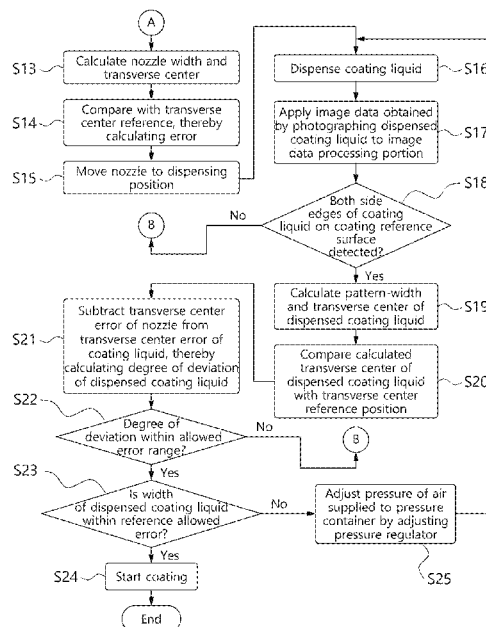 A
S13
Calculate nozzle width and
transverse center
S14
Compare with transverse
center reference, thereby
calculating error
S15
Move nozzle to dispensing
position
Dispense coating liquid
S16
Apply image data obtained
by photographing dispensed
coating liquid to image
data processing portion
S17
S18
Both side
edges of coating
liquid on coating reference
surface
detected?
No
B
Yes
Calculate pattern-width
and transverse center of
dispensed coating liquid
S19
Compare calculated
transverse center of
dispensed coating liquid
with transverse center
reference position
S20
S21
Subtract transverse center
error of nozzle from
transverse center error of
coating liquid, thereby
calculating degree of
deviation of dispensed
coating liquid
S22
Degree of
deviation within allowed
error range?
No
B
Yes
S23
Is width
of dispensed coating liquid
within reference allowed
error?
No
Adjust pressure of air
supplied to pressure
container by adjusting
pressure regulator
S25
Yes
S24
Start coating
End